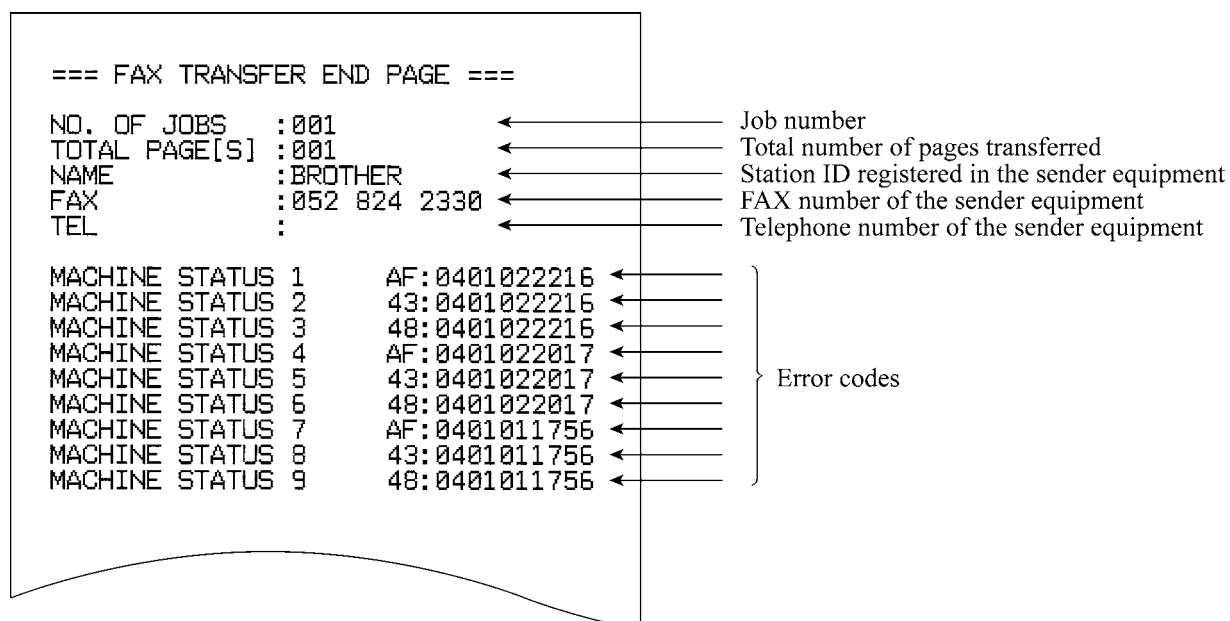 === FAX TRANSFER END PAGE ===
NO. OF JOBS :001 Job number
TOTAL PAGE[S] :001 Total number of pages transferred
NAME :BROTHER Station ID registered in the sender equipment
FAX :052 824 2330 FAX number of the sender equipment
TEL : Telephone number of the sender equipment
MACHINE STATUS 1 AF:0401022216
MACHINE STATUS 2 43:0401022216
MACHINE STATUS 3 48:0401022216
MACHINE STATUS 4 AF:0401022017
MACHINE STATUS 5 43:0401022017 Error codes
MACHINE STATUS 6 48:0401022017
MACHINE STATUS 7 AF:0401011756
MACHINE STATUS 8 43:0401011756
MACHINE STATUS 9 48:0401011756